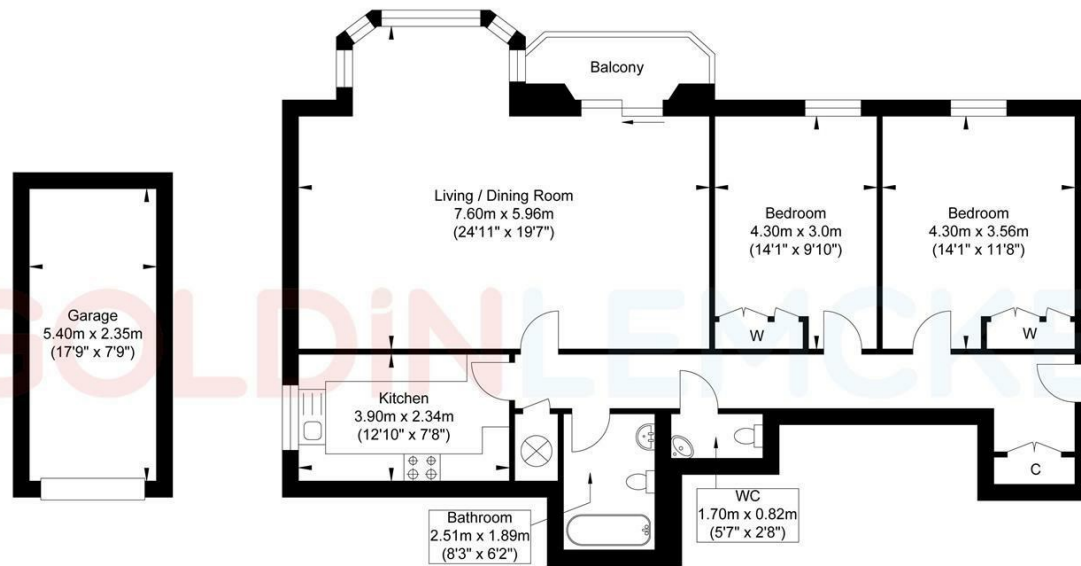 Balcony
Living / Dining Room
7.60m x 5.96m
(24'11" x 19'7")
Bedroom
4.30m x 3.0m
(14'1" x 9'10")
Bedroom
4.30m x 3.56m
(14'1" x 11'8")
Garage
5.40m x 2.35m
(17'9" x 7'9")
W
W
GOLDiN LEMCKE
Kitchen
3.90m x 2.34m
(12'10" x 7'8")
C
Bathroom
2.51m x 1.89m
(8'3" x 6'2")
WC
1.70m x 0.82m
(5'7" x 2'8")